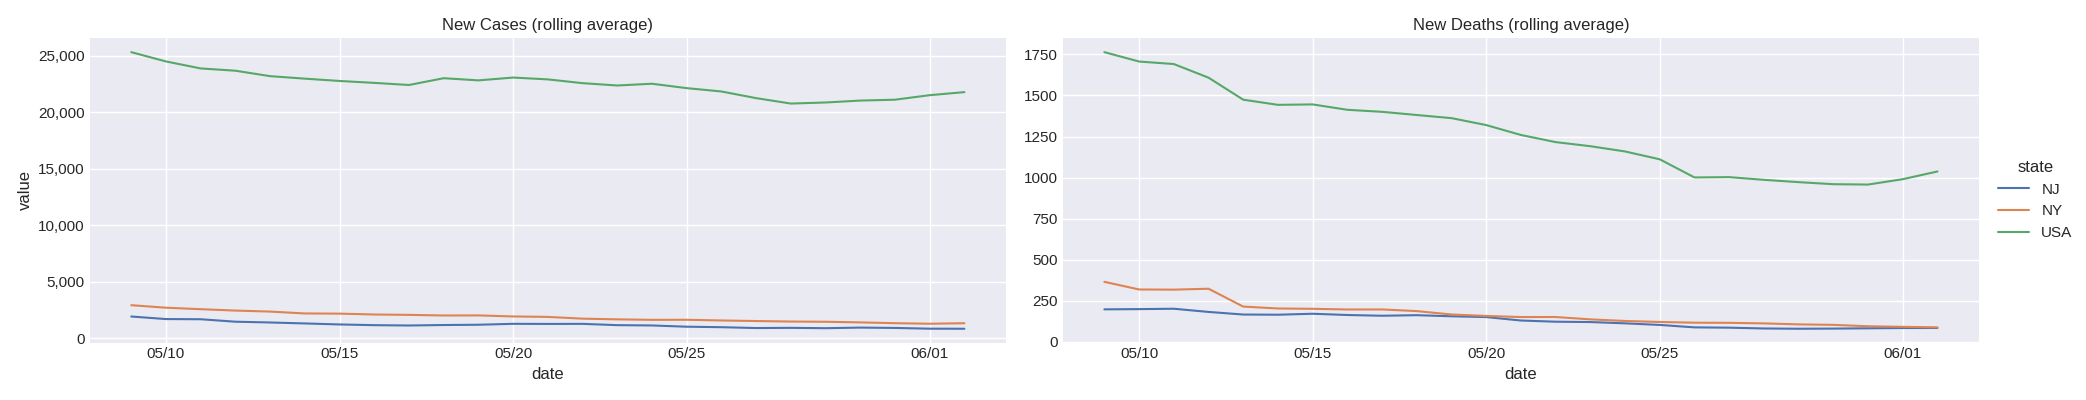 New Cases (rolling average)
25,000
20,000
15,000
10,000
5,000
0
value
05/10 05/15 05/20 05/25 06/01
date
New Deaths (rolling average)
1750
1500
1250
1000
750
500
250
0
05/10 05/15 05/20 05/25 06/01
date
state
NJ
NY
USA